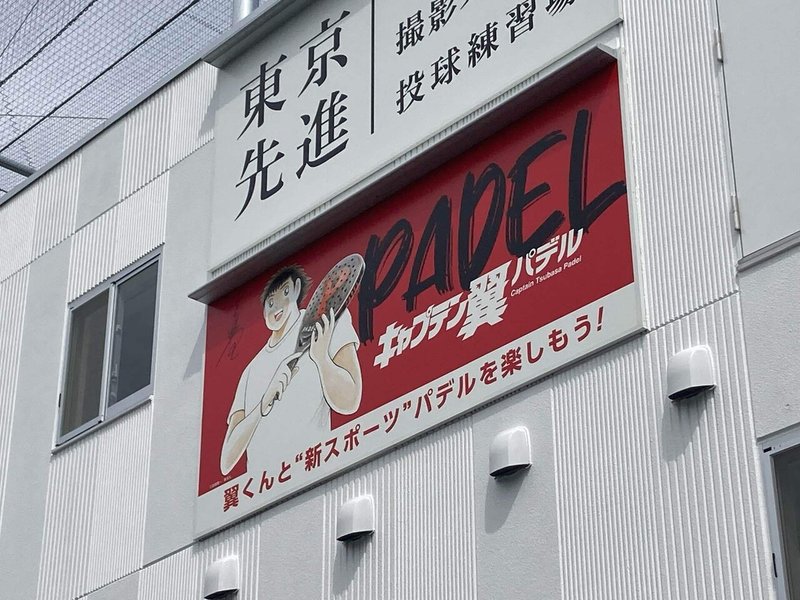 東京
先進
撮影
投球練習場
PADEL
キャプテン翼パデル
Captain Tsubasa Padel
翼くんと“新スポーツ”パデルを楽しもう!